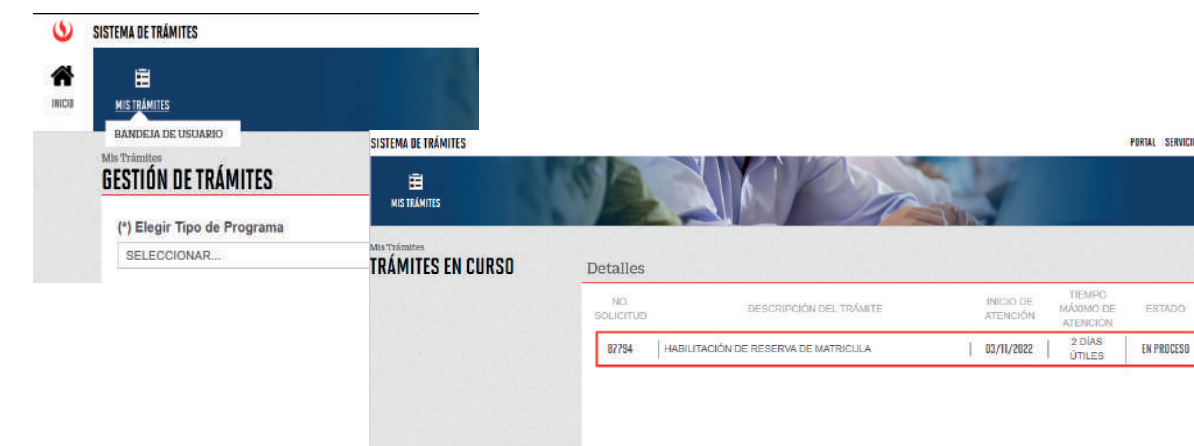 SISTEMA DE TRÁMITES
INICIO
MIS TRÁMITES
BANDEJA DE USUARIO
Mis Trámites
GESTIÓN DE TRÁMITES
(*) Elegir Tipo de Programa
SELECCIONAR...
SISTEMA DE TRÁMITES
PORTAL SERVICI
MIS TRÁMITES
Mis Trámites
TRÁMITES EN CURSO
Detalles
NO. SOLICITUD
DESCRIPCIÓN DEL TRÁMITE
INICIO DE ATENCIÓN
TIEMPO MÁXIMO DE ATENCIÓN
ESTADO
87794
HABILITACIÓN DE RESERVA DE MATRICULA
03/11/2022
2 DÍAS ÚTILES
EN PROCESO